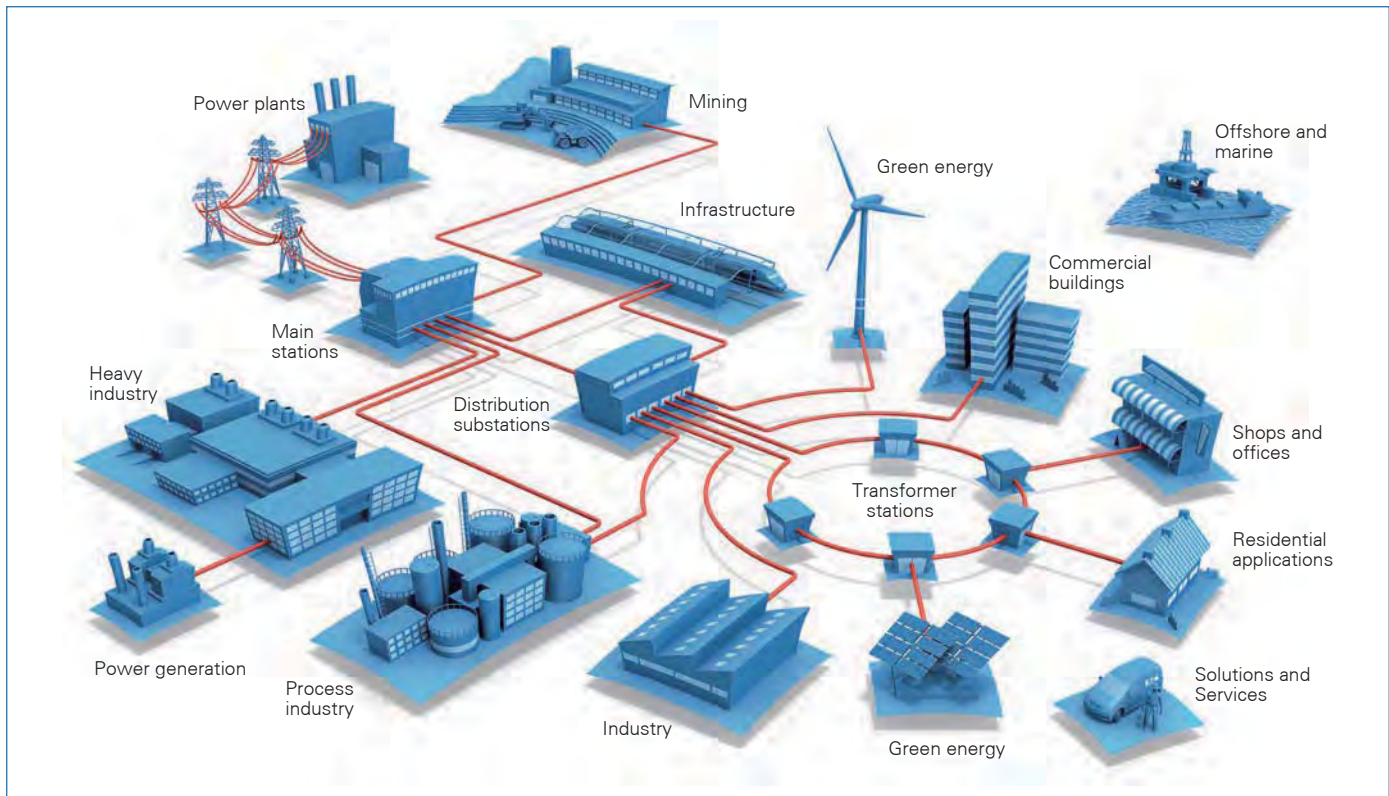 Power plants
Mining
Offshore and
marine
Green energy
Infrastructure
Commercial
buildings
Main
stations
Heavy
industry
Distribution
substations
Shops and
offices
Transformer
stations
Residential
applications
Power generation
Process
industry
Industry
Green energy
Solutions and
Services